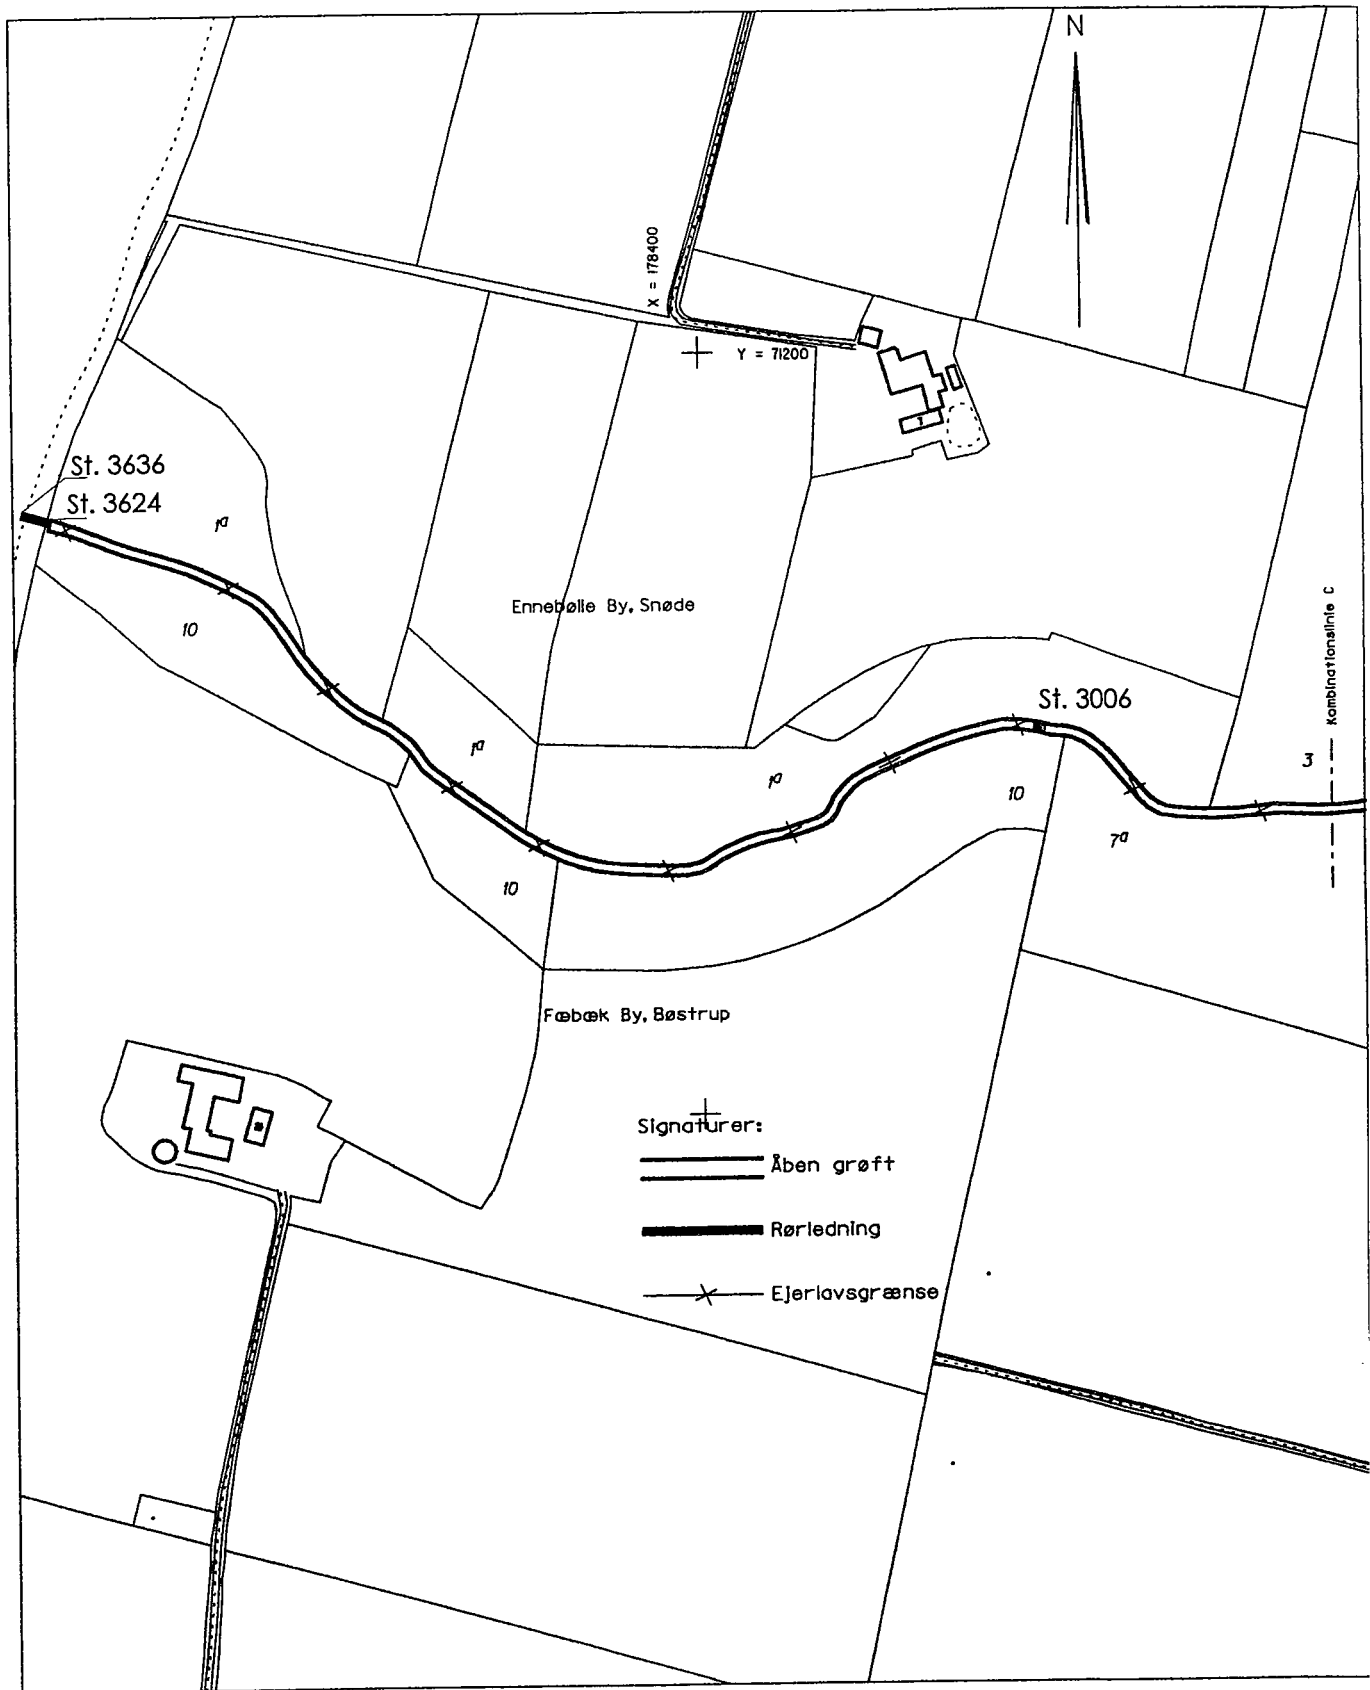 N
X = 178400
Y = 71200
St. 3636
St. 3624
1a
Ennebølle By, Snøde
10
Kombinationslinie C
St. 3006
1a
3
1a
10
7a
10
Fæbæk By, Bøstrup
Signaturer:
Åben grøft
Rørledning
Ejerlavsgrænse